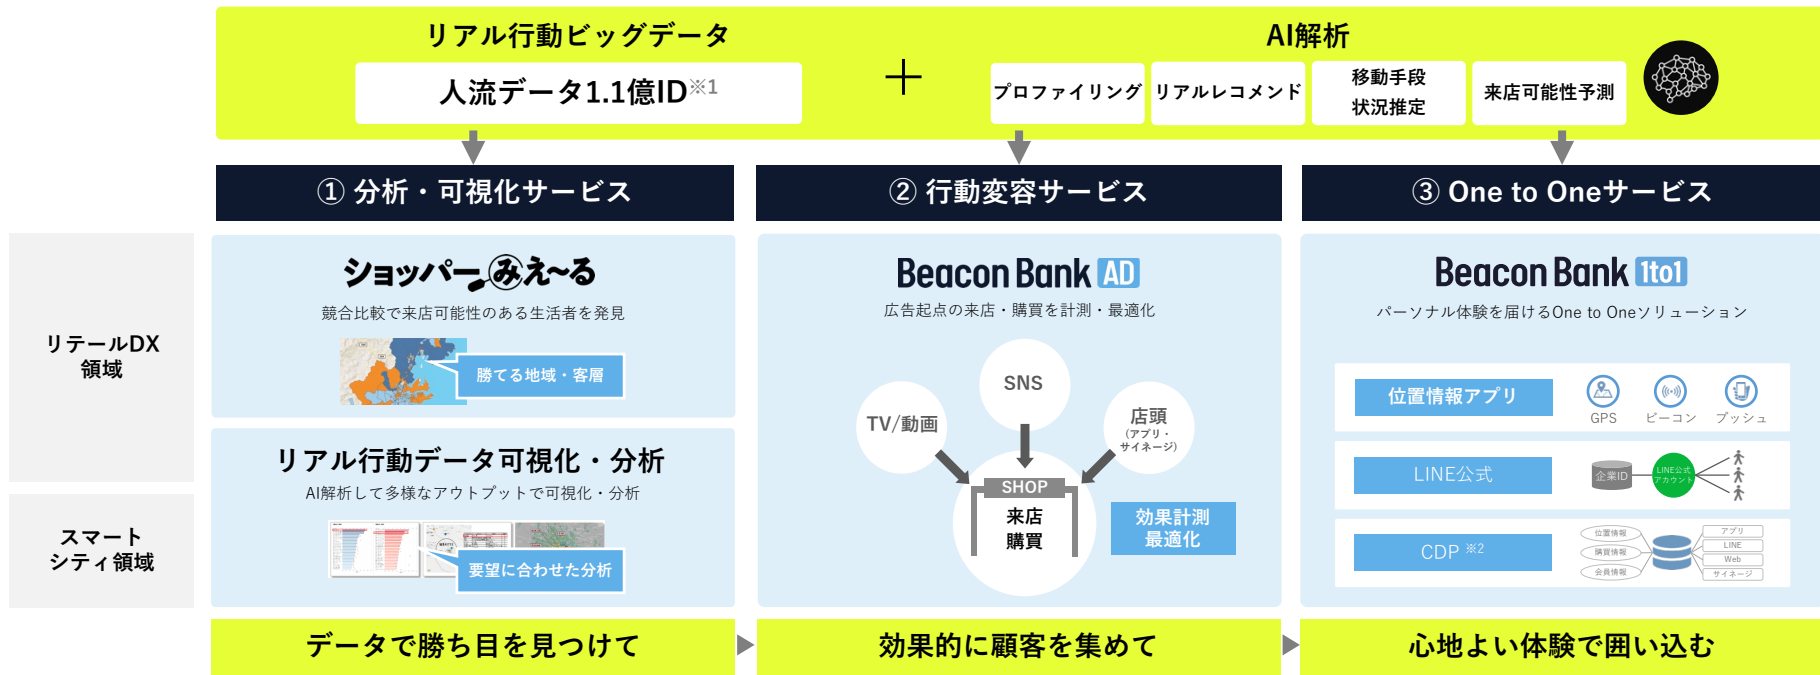 リアル行動ビッグデータ
人流データ1.1億ID※1
AI解析
プロファイリング
リアルレコメンド
移動手段
状況推定
来店可能性予測
① 分析・可視化サービス
② 行動変容サービス
③ One to Oneサービス
リテールDX
領域
スマート
シティ領域
ショッパーみえ〜る
競合比較で来店可能性のある生活者を発見
勝てる地域・客層
リアル行動データ可視化・分析
AI解析して多様なアウトプットで可視化・分析
要望に合わせた分析
Beacon Bank AD
広告起点の来店・購買を計測・最適化
SNS
TV/動画
店頭
(アプリ・
サイネージ)
SHOP
来店
購買
効果計測
最適化
Beacon Bank 1to1
パーソナル体験を届けるOne to Oneソリューション
位置情報アプリ
GPS
ビーコン
プッシュ
LINE公式
企業ID
LINE公式
アカウント
CDP ※2
位置情報
購買情報
会員情報
アプリ
LINE
Web
サイネージ
データで勝ち目を見つけて
効果的に顧客を集めて
心地よい体験で囲い込む